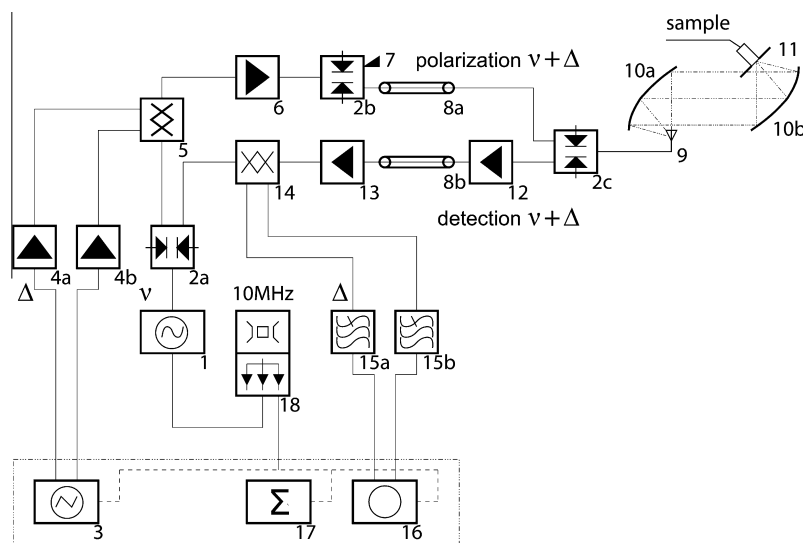 sample
11
10a
7
polarization ν+Δ
6
2b
8a
10b
5
9
14
13
8b
12
2c
detection ν+Δ
4a
4b
2a
Δ
ν
10MHz
Δ
1
15a
15b
18
Σ
3
17
16